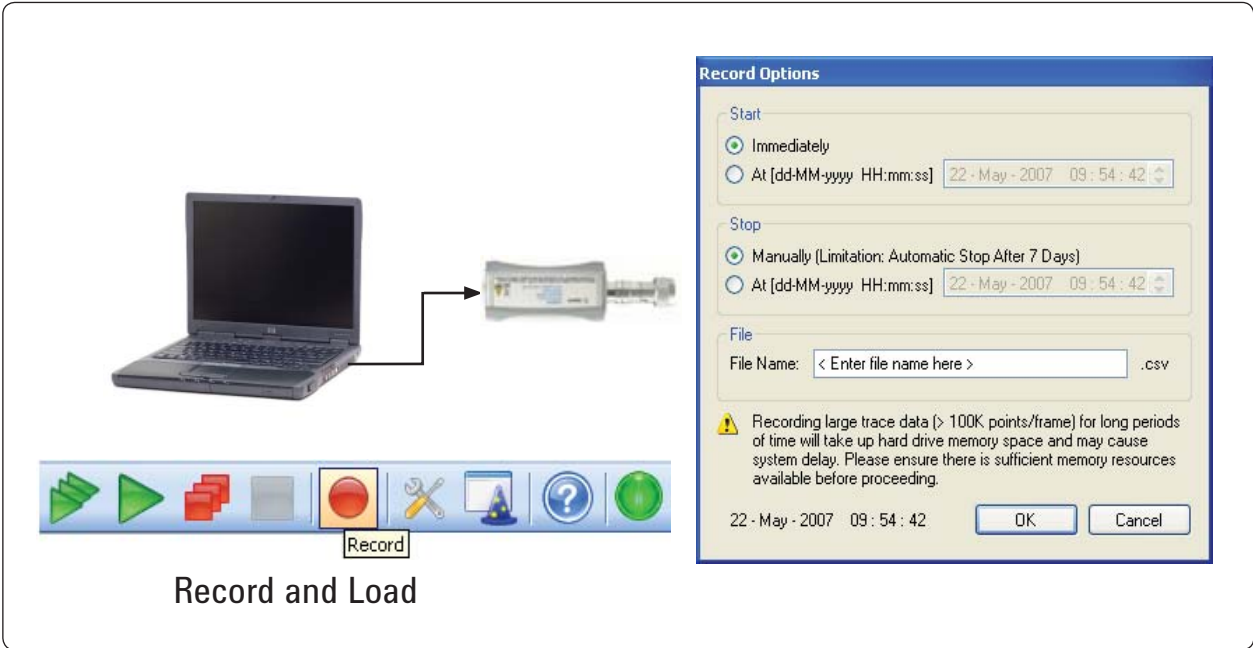 Record Options
Start
Immediately
At [dd-MM-yyyy HH:mm:ss] 22 - May - 2007 09 : 54 : 42
Stop
Manually (Limitation: Automatic Stop After 7 Days)
At [dd-MM-yyyy HH:mm:ss] 22 - May - 2007 09 : 54 : 42
File
File Name: < Enter file name here > .csv
Recording large trace data (> 100K points/frame) for long periods
of time will take up hard drive memory space and may cause
system delay. Please ensure there is sufficient memory resources
available before proceeding.
22 - May - 2007 09 : 54 : 42 OK Cancel
Record
Record and Load